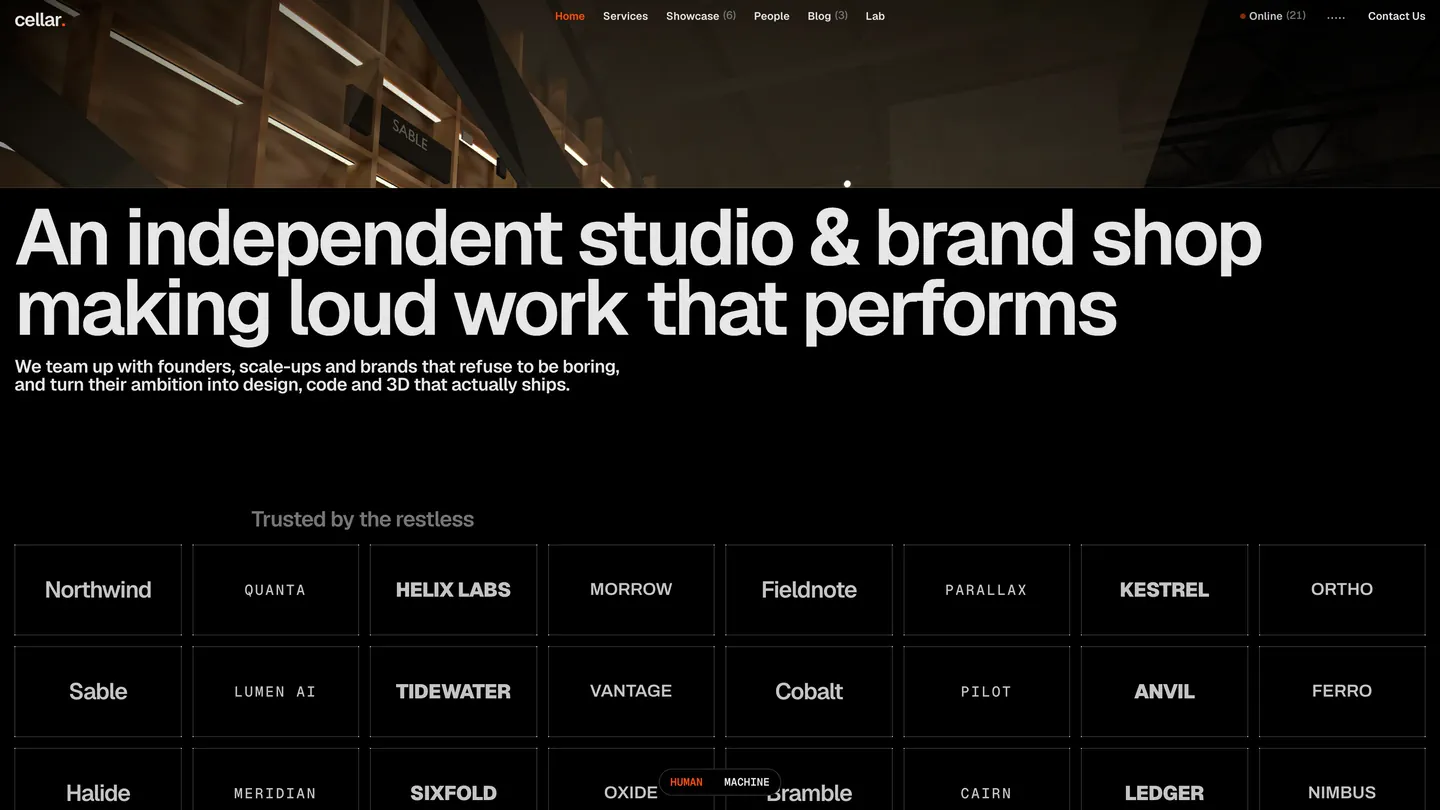 cellar.
Home Services Showcase (6) People Blog (3) Lab
Online (21) ..... Contact Us
SABLE
An independent studio & brand shop
making loud work that performs
We team up with founders, scale-ups and brands that refuse to be boring,
and turn their ambition into design, code and 3D that actually ships.
Trusted by the restless
Northwind QUANTA HELIX LABS MORROW Fieldnote PARALLAX KESTREL ORTHO
Sable LUMEN AI TIDEWATER VANTAGE Cobalt PILOT ANVIL FERRO
Halide MERIDIAN SIXFOLD OXIDE Bramble CAIRN LEDGER NIMBUS
HUMAN MACHINE